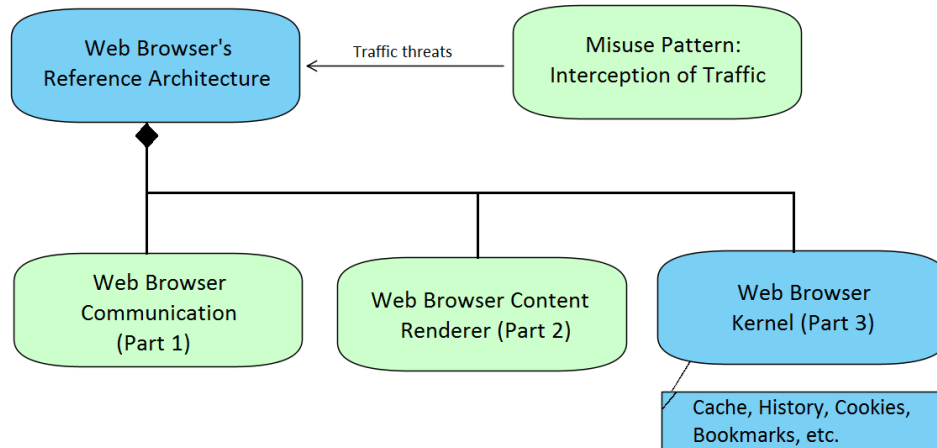 Web Browser's
Reference Architecture
Traffic threats
Misuse Pattern:
Interception of Traffic
Web Browser
Communication
(Part 1)
Web Browser Content
Renderer (Part 2)
Web Browser
Kernel (Part 3)
Cache, History, Cookies,
Bookmarks, etc.